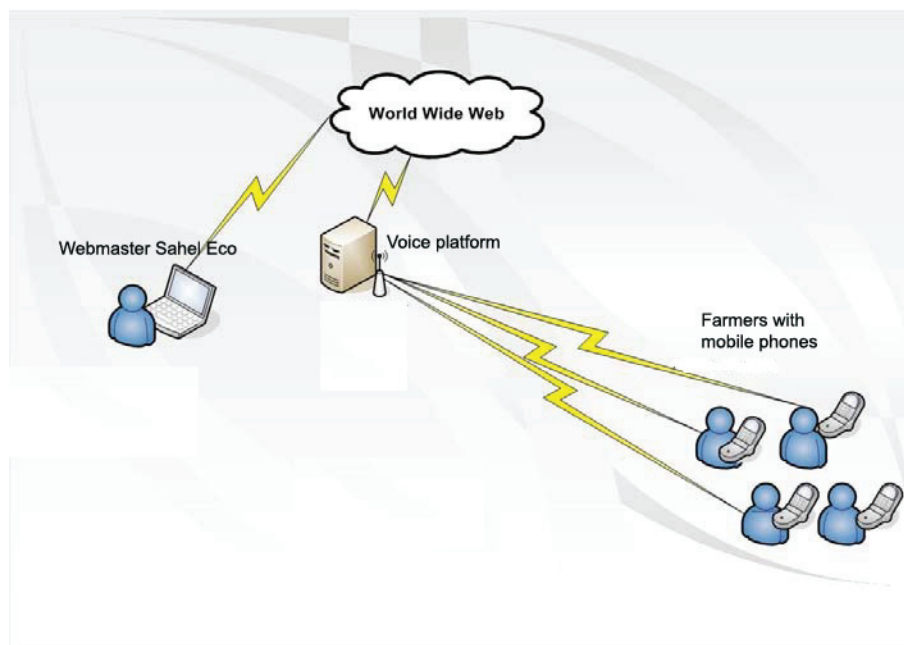 World Wide Web
Webmaster Sahel Eco
Voice platform
Farmers with
mobile phones